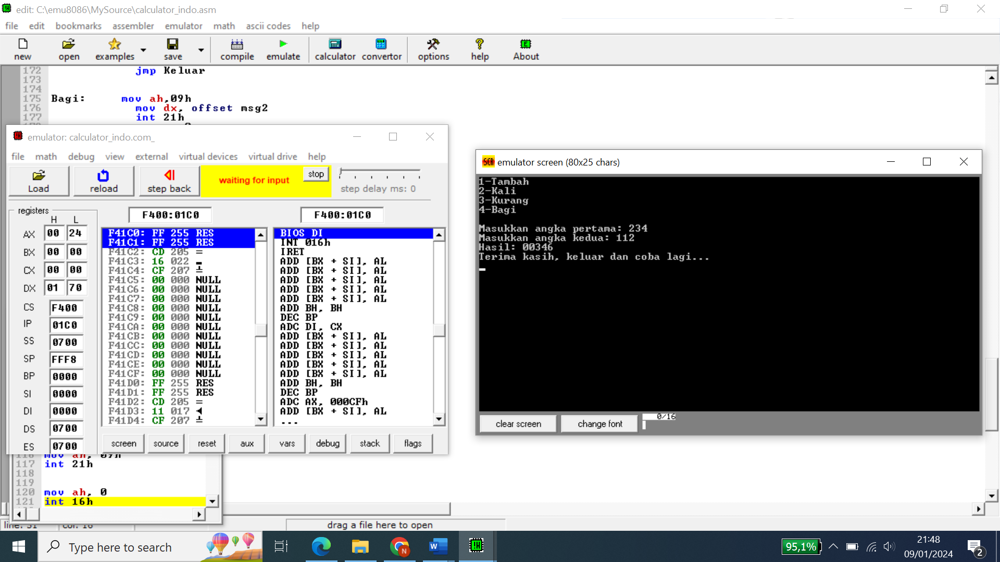 edit: C:\emu8086\MySource\calculator_indo.asm
file edit bookmarks assembler emulator math ascii codes help
new open examples save compile emulate calculator convertor options help About
172 jmp Keluar
173
174
175 Bagi: mov ah,09h
176 mov dx, offset msg2
177 int 21h
emulator: calculator_indo.com_
file math debug view external virtual devices virtual drive help
Load reload step back waiting for input stop step delay ms: 0
registers F400:01C0 F400:01C0
H L
AX 00 24
BX 00 00
CX 00 00
DX 01 70
CS F400
IP 01C0
SS 0700
SP FFF8
BP 0000
SI 0000
DI 0000
DS 0700
ES 0700
F41C0: FF 255 RES
F41C1: FF 255 RES
F41C2: CD 205 =
F41C3: 16 022 ▬
F41C4: CF 207 ╧
F41C5: 00 000 NULL
F41C6: 00 000 NULL
F41C7: 00 000 NULL
F41C8: 00 000 NULL
F41C9: 00 000 NULL
F41CA: 00 000 NULL
F41CB: 00 000 NULL
F41CC: 00 000 NULL
F41CD: 00 000 NULL
F41CE: 00 000 NULL
F41CF: 00 000 NULL
F41D0: FF 255 RES
F41D1: FF 255 RES
F41D2: CD 205 =
F41D3: 11 017 ◄
F41D4: CF 207 ╧
BIOS DI
INT 016h
IRET
ADD [BX + SI], AL
ADD [BX + SI], AL
ADD [BX + SI], AL
ADD [BX + SI], AL
ADD [BX + SI], AL
ADD BH, BH
DEC BP
ADC DI, CX
ADD [BX + SI], AL
ADD [BX + SI], AL
ADD [BX + SI], AL
ADD [BX + SI], AL
ADD [BX + SI], AL
ADD BH, BH
DEC BP
ADC AX, 000CFh
ADD [BX + SI], AL
...
screen source reset aux vars debug stack flags
116 mov ah, 09h
117 int 21h
118
119
120 mov ah, 0
121 int 16h
SCR emulator screen (80x25 chars)
1-Tambah
2-Kali
3-Kurang
4-Bagi
Masukkan angka pertama: 234
Masukkan angka kedua: 112
Hasil: 00346
Terima kasih, keluar dan coba lagi...
clear screen change font 0/16
line: 51 col: 16 drag a file here to open
Type here to search
95,1%
21:48
09/01/2024
2